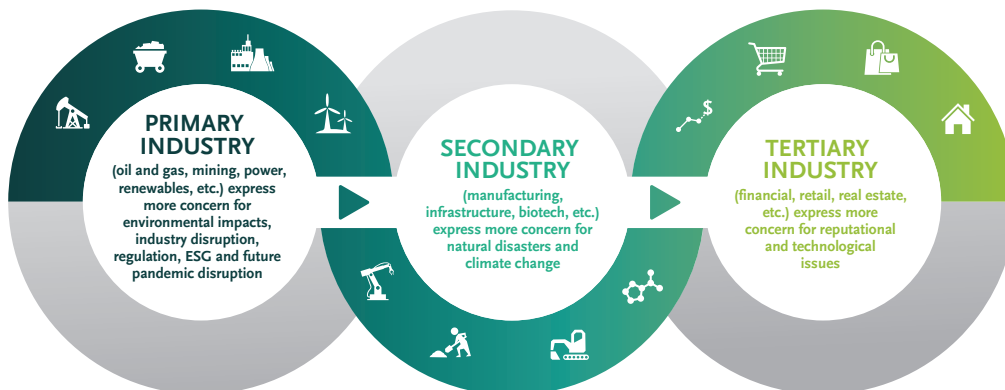 PRIMARY
INDUSTRY
(oil and gas, mining, power,
renewables, etc.) express
more concern for
environmental impacts,
industry disruption,
regulation, ESG and future
pandemic disruption
SECONDARY
INDUSTRY
(manufacturing,
infrastructure, biotech, etc.)
express more concern for
natural disasters and
climate change
$
TERTIARY
INDUSTRY
(financial, retail, real estate,
etc.) express more
concern for reputational
and technological
issues